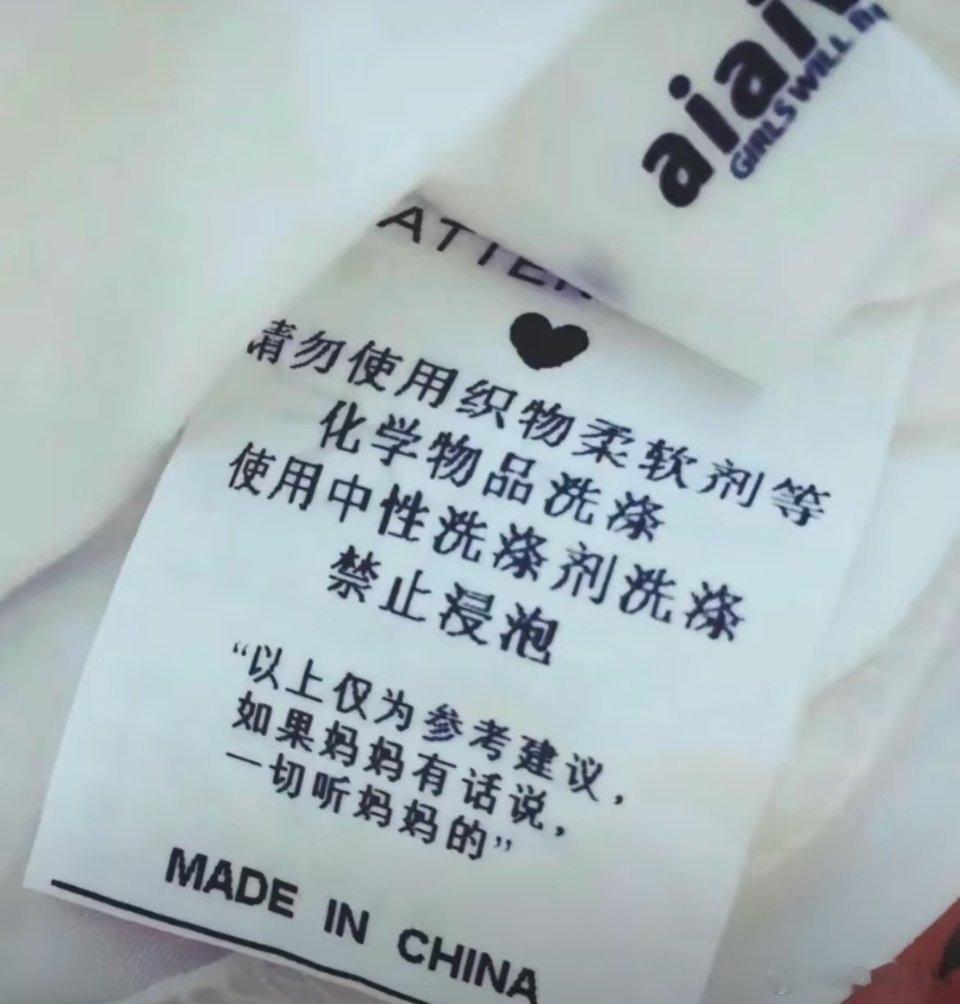 aiai
GIRLS WILL
ATTEN
请勿使用织物柔软剂等
化学物品洗涤
使用中性洗涤剂洗涤
禁止浸泡
“以上仅为参考建议，
如果妈妈有话说，
一切听妈妈的”
MADE IN CHINA